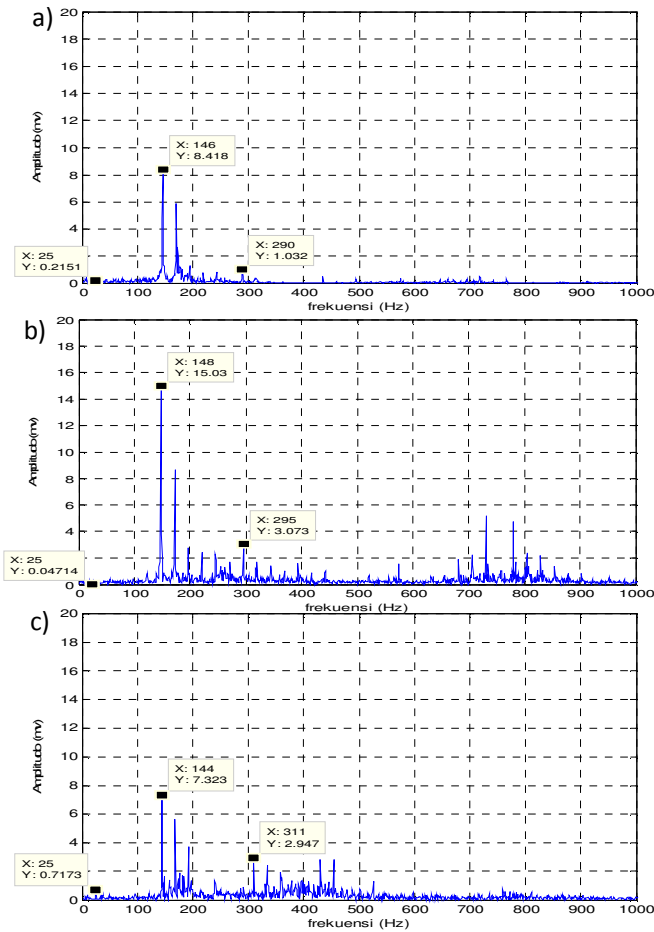 a)
20
18
16
14
12
10
8
6
4
2
0
Amplitudo(mv)
X: 146
Y: 8.418
X: 25
Y: 0.2151
X: 290
Y: 1.032
0 100 200 300 400 500 600 700 800 900 1000
frekuensi (Hz)
b)
20
18
16
14
12
10
8
6
4
2
0
Amplitudo(mv)
X: 148
Y: 15.03
X: 295
Y: 3.073
X: 25
Y: 0.04714
0 100 200 300 400 500 600 700 800 900 1000
frekuensi (Hz)
c)
20
18
16
14
12
10
8
6
4
2
0
Amplitudo(mv)
X: 144
Y: 7.323
X: 311
Y: 2.947
X: 25
Y: 0.7173
0 100 200 300 400 500 600 700 800 900 1000
frekuensi (Hz)